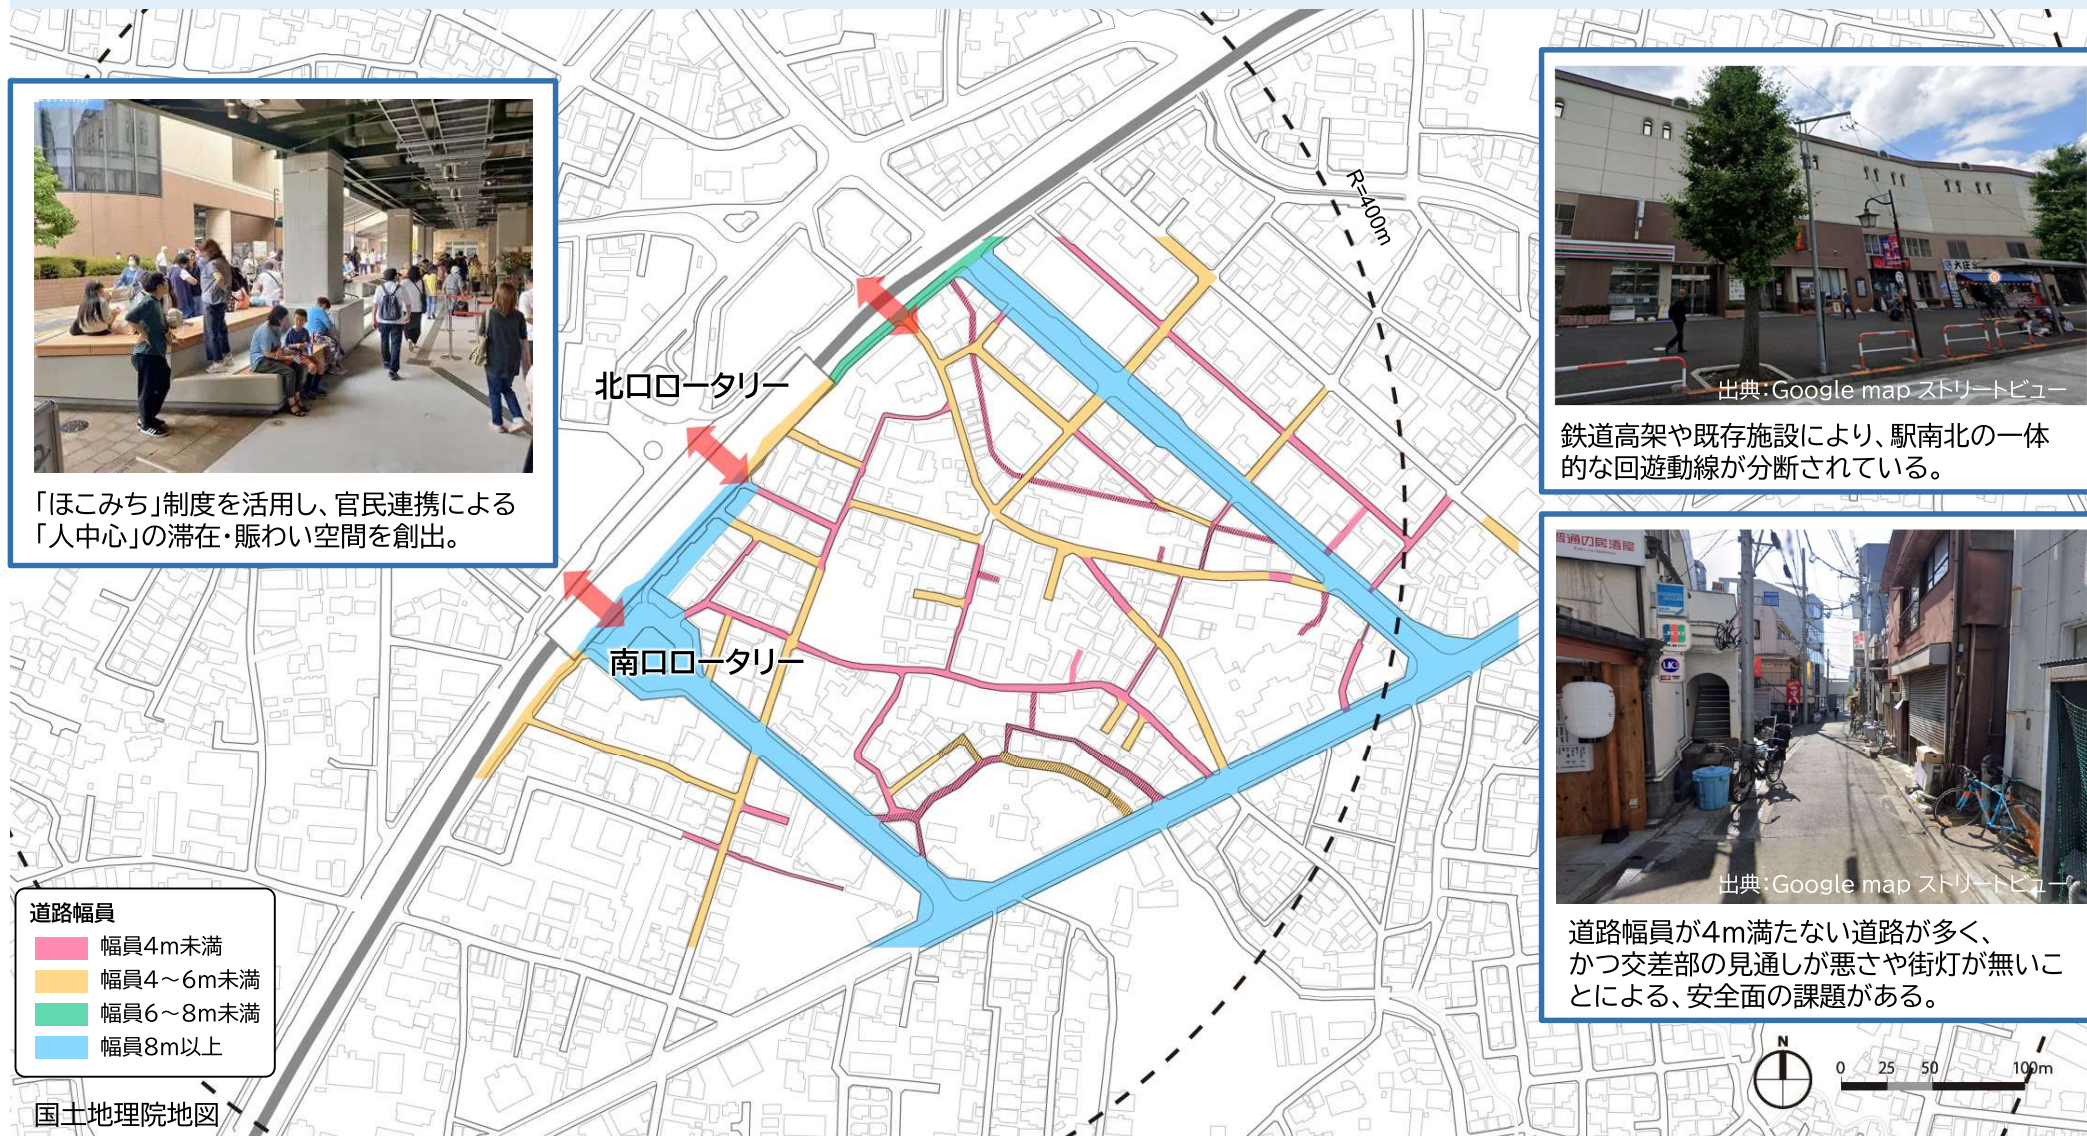 「ほこみち」制度を活用し、官民連携による
「人中心」の滞在・賑わい空間を創出。
北口ロータリー
南口ロータリー
R=400m
出典:Google map ストリートビュー
鉄道高架や既存施設により、駅南北の一体
的な回遊動線が分断されている。
普通の居酒屋
JCB
出典:Google map ストリートビュー
道路幅員が4m満たない道路が多く、
かつ交差部の見通しが悪さや街灯が無いこ
とによる、安全面の課題がある。
道路幅員
幅員4m未満
幅員4～6m未満
幅員6～8m未満
幅員8m以上
国土地理院地図
N
0 25 50 100m